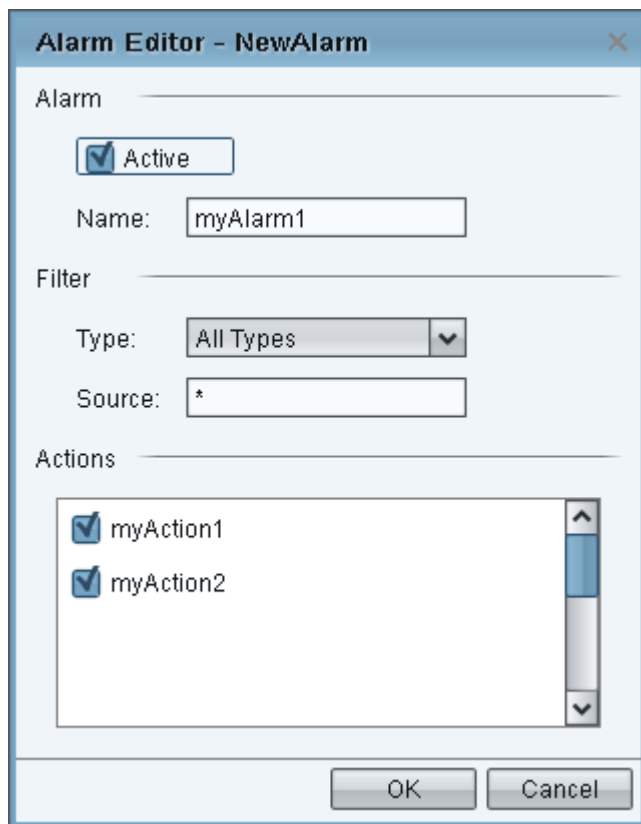 Alarm Editor - NewAlarm
Alarm
Active
Name: myAlarm1
Filter
Type: All Types
Source: *
Actions
myAction1
myAction2
OK Cancel